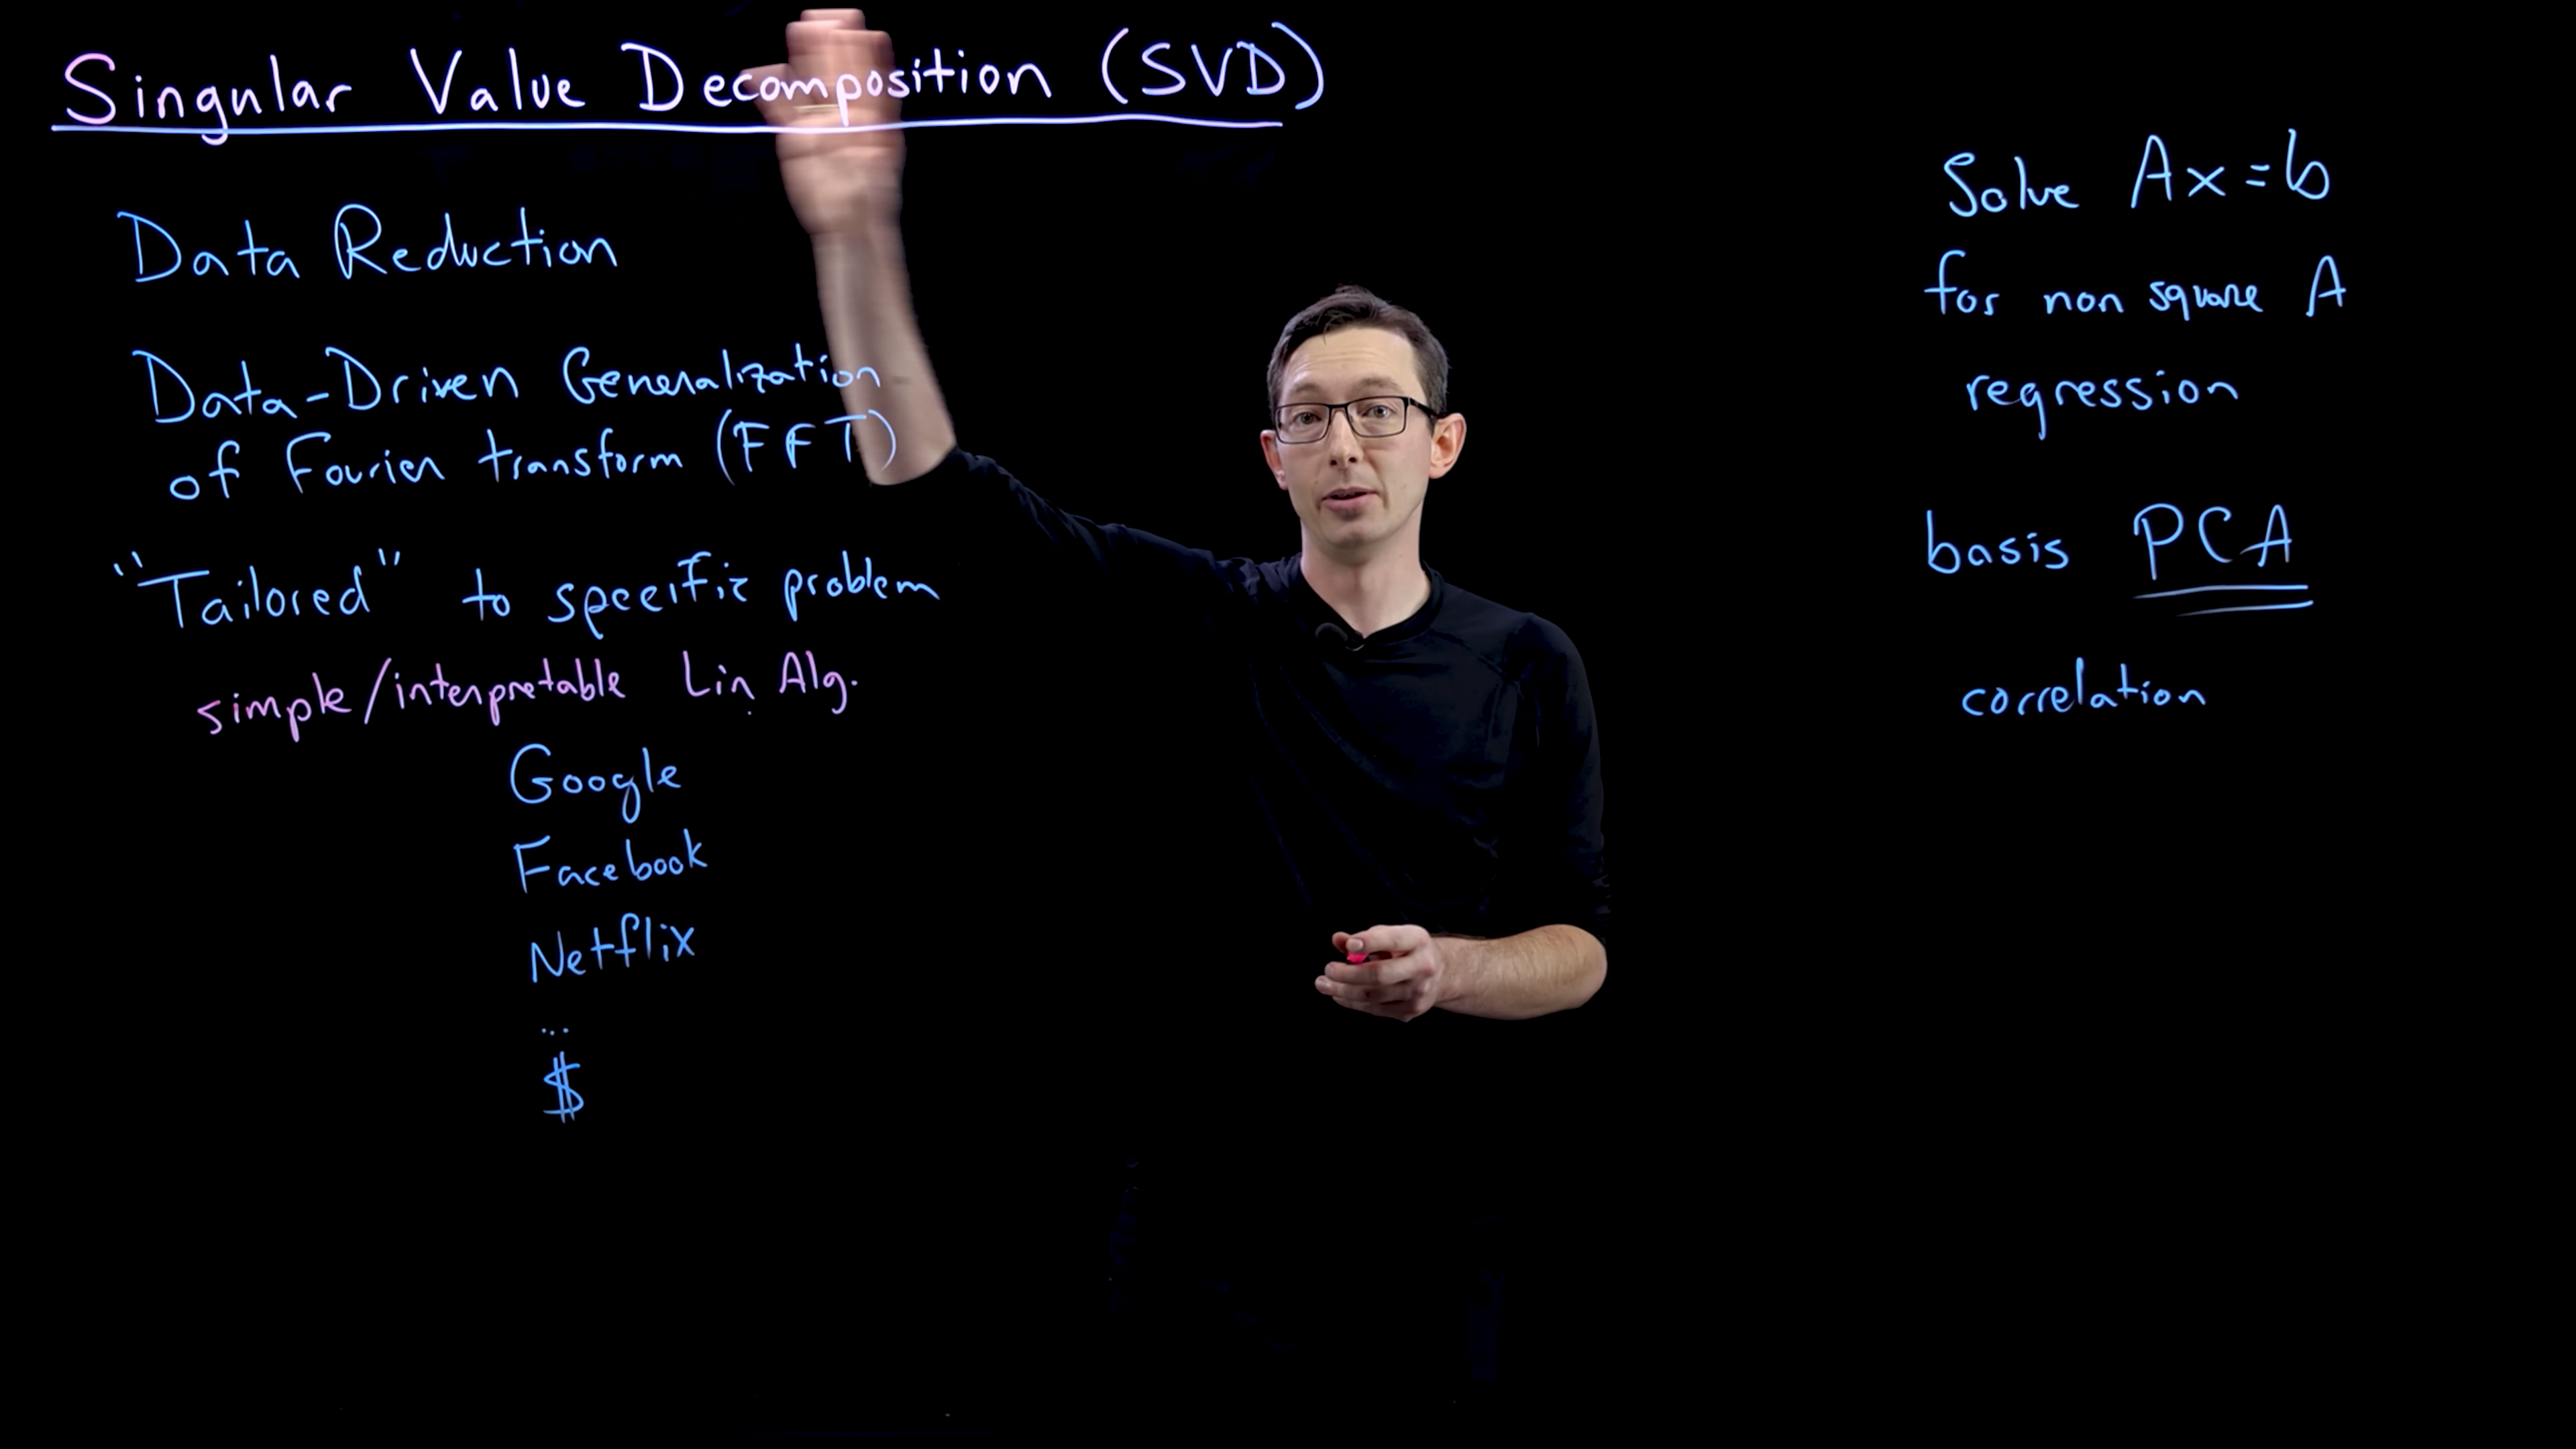 Singular Value Decomposition (SVD)
Data Reduction
Data-Driven Generalization
of Fourier transform (FFT)
"Tailored" to specific problem
simple/interpretable Lin Alg.
Google
Facebook
Netflix
...
$
Solve Ax=b
for non square A
regression
basis PCA
correlation